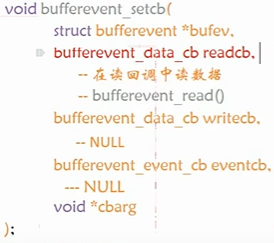 void bufferevent_setcb(
struct bufferevent *bufev,
bufferevent_data_cb readcb,
-- 在读回调中读数据
-- bufferevent_read()
bufferevent_data_cb writecb,
-- NULL
bufferevent_event_cb eventcb,
--- NULL
void *cbarg
);